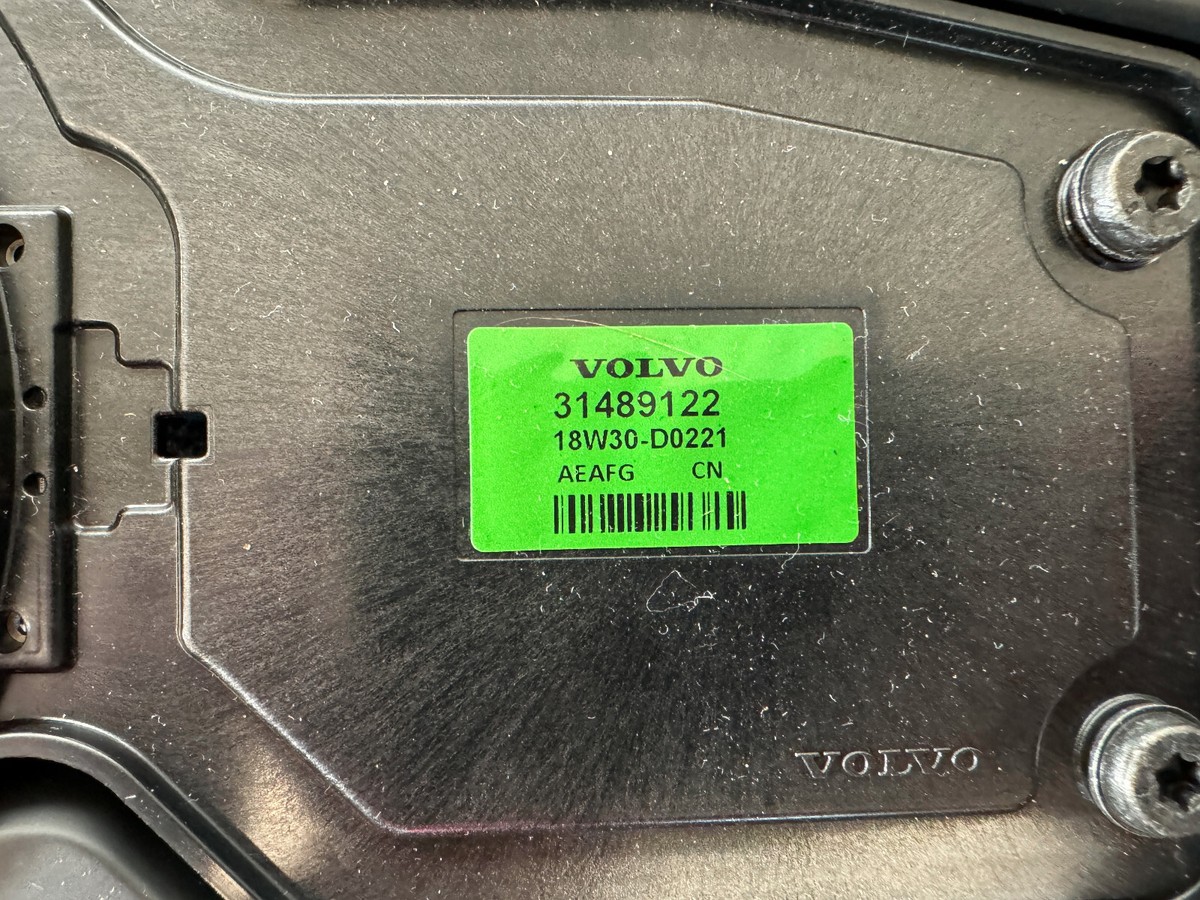 VOLVO
31489122
18W30-D0221
AEAFG CN
VOLVO